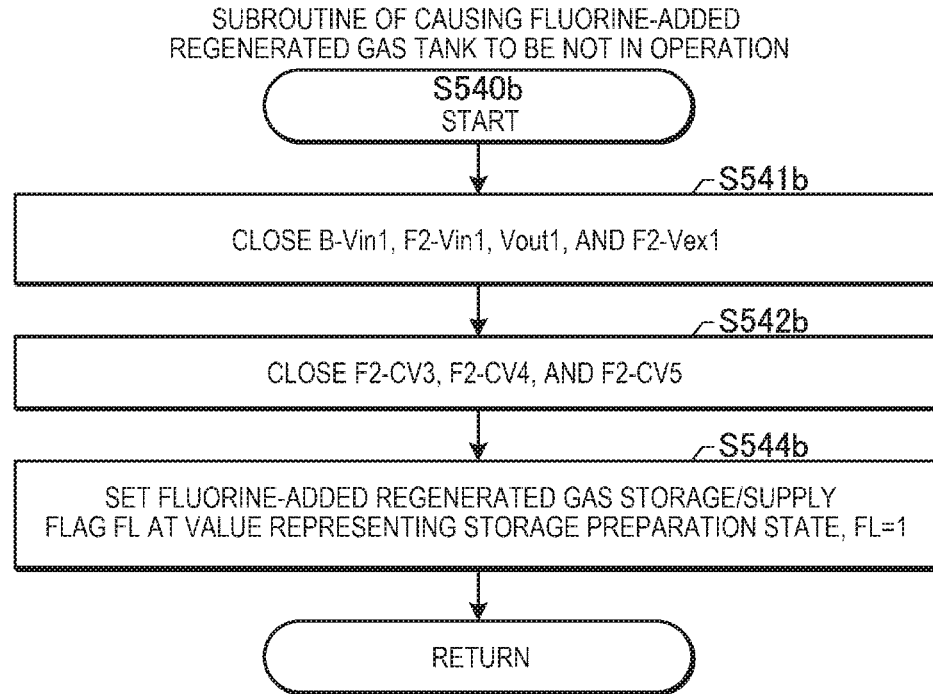 SUBROUTINE OF CAUSING FLUORINE-ADDED
REGENERATED GAS TANK TO BE NOT IN OPERATION
S540b
START
S541b
CLOSE B-Vin1, F2-Vin1, Vout1, AND F2-Vex1
S542b
CLOSE F2-CV3, F2-CV4, AND F2-CV5
S544b
SET FLUORINE-ADDED REGENERATED GAS STORAGE/SUPPLY
FLAG FL AT VALUE REPRESENTING STORAGE PREPARATION STATE, FL=1
RETURN